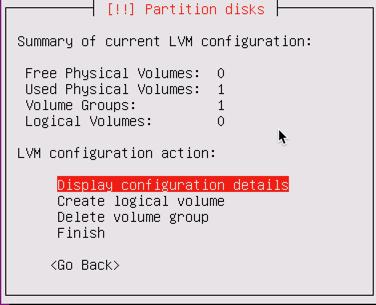 [!!] Partition disks
Summary of current LVM configuration:
Free Physical Volumes: 0
Used Physical Volumes: 1
Volume Groups: 1
Logical Volumes: 0
LVM configuration action:
Display configuration details
Create logical volume
Delete volume group
Finish
<Go Back>